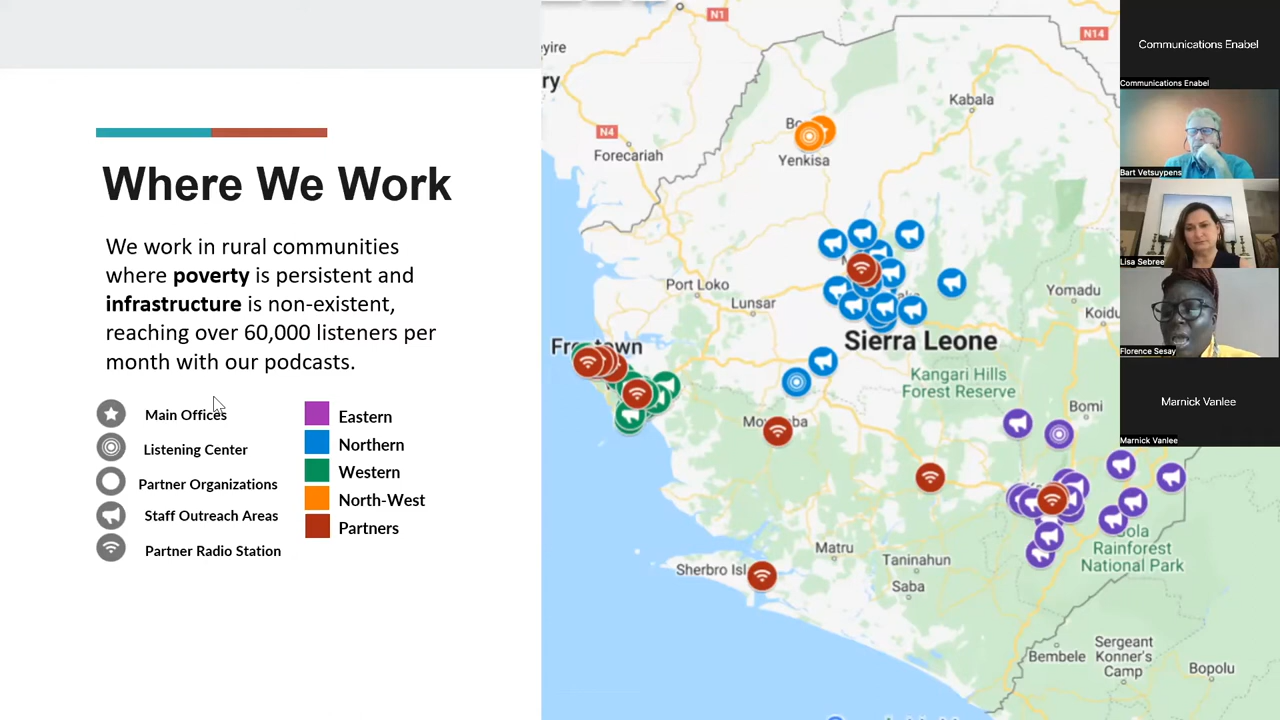 Where We Work
We work in rural communities
where poverty is persistent and
infrastructure is non-existent,
reaching over 60,000 listeners per
month with our podcasts.
Main Offices
Listening Center
Partner Organizations
Staff Outreach Areas
Partner Radio Station
Eastern
Northern
Western
North-West
Partners
N1
N14
eyire
ry
N4
Forecariah
Kabala
Yenkisa
Port Loko
Lunsar
Yomadu
Koidu
Sierra Leone
Kangari Hills
Forest Reserve
Bomi
Matru
Taninahun
Saba
Sherbro Isl
Rainforest
National Park
Sergeant
Konner's
Camp
Bembele
Bopolu
Communications Enabel
Communications Enabel
Bart Vetsuypens
Lisa Sebree
Florence Sesay
Marnick Vanlee
Marnick Vanlee